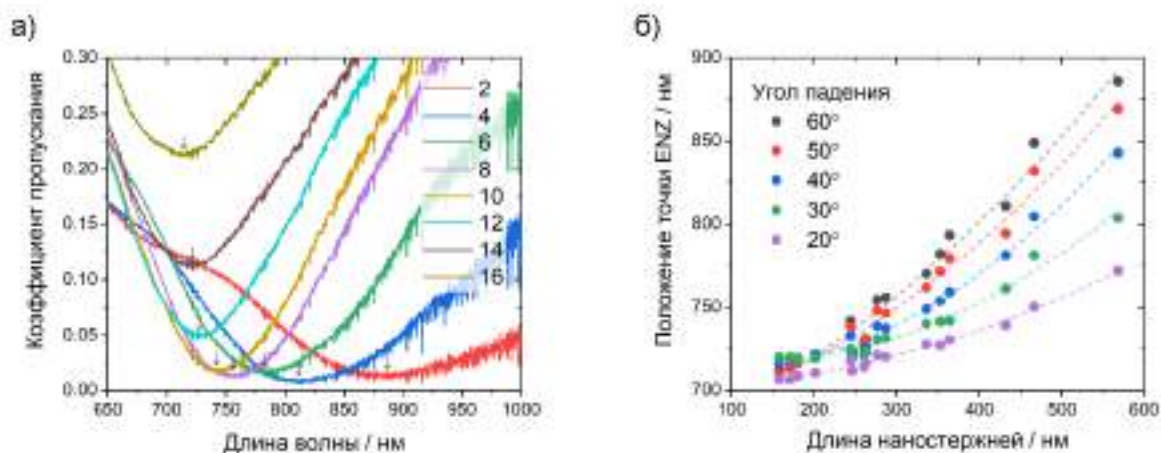 а)
Коэффициент пропускания
0.30
0.25
0.20
0.15
0.10
0.05
0.00
2
4
6
8
10
12
14
16
650 700 750 800 850 900 950 1000
Длина волны / нм
б)
Положение точки ENZ / нм
900
850
800
750
700
Угол падения
60°
50°
40°
30°
20°
100 200 300 400 500 600
Длина наностержней / нм